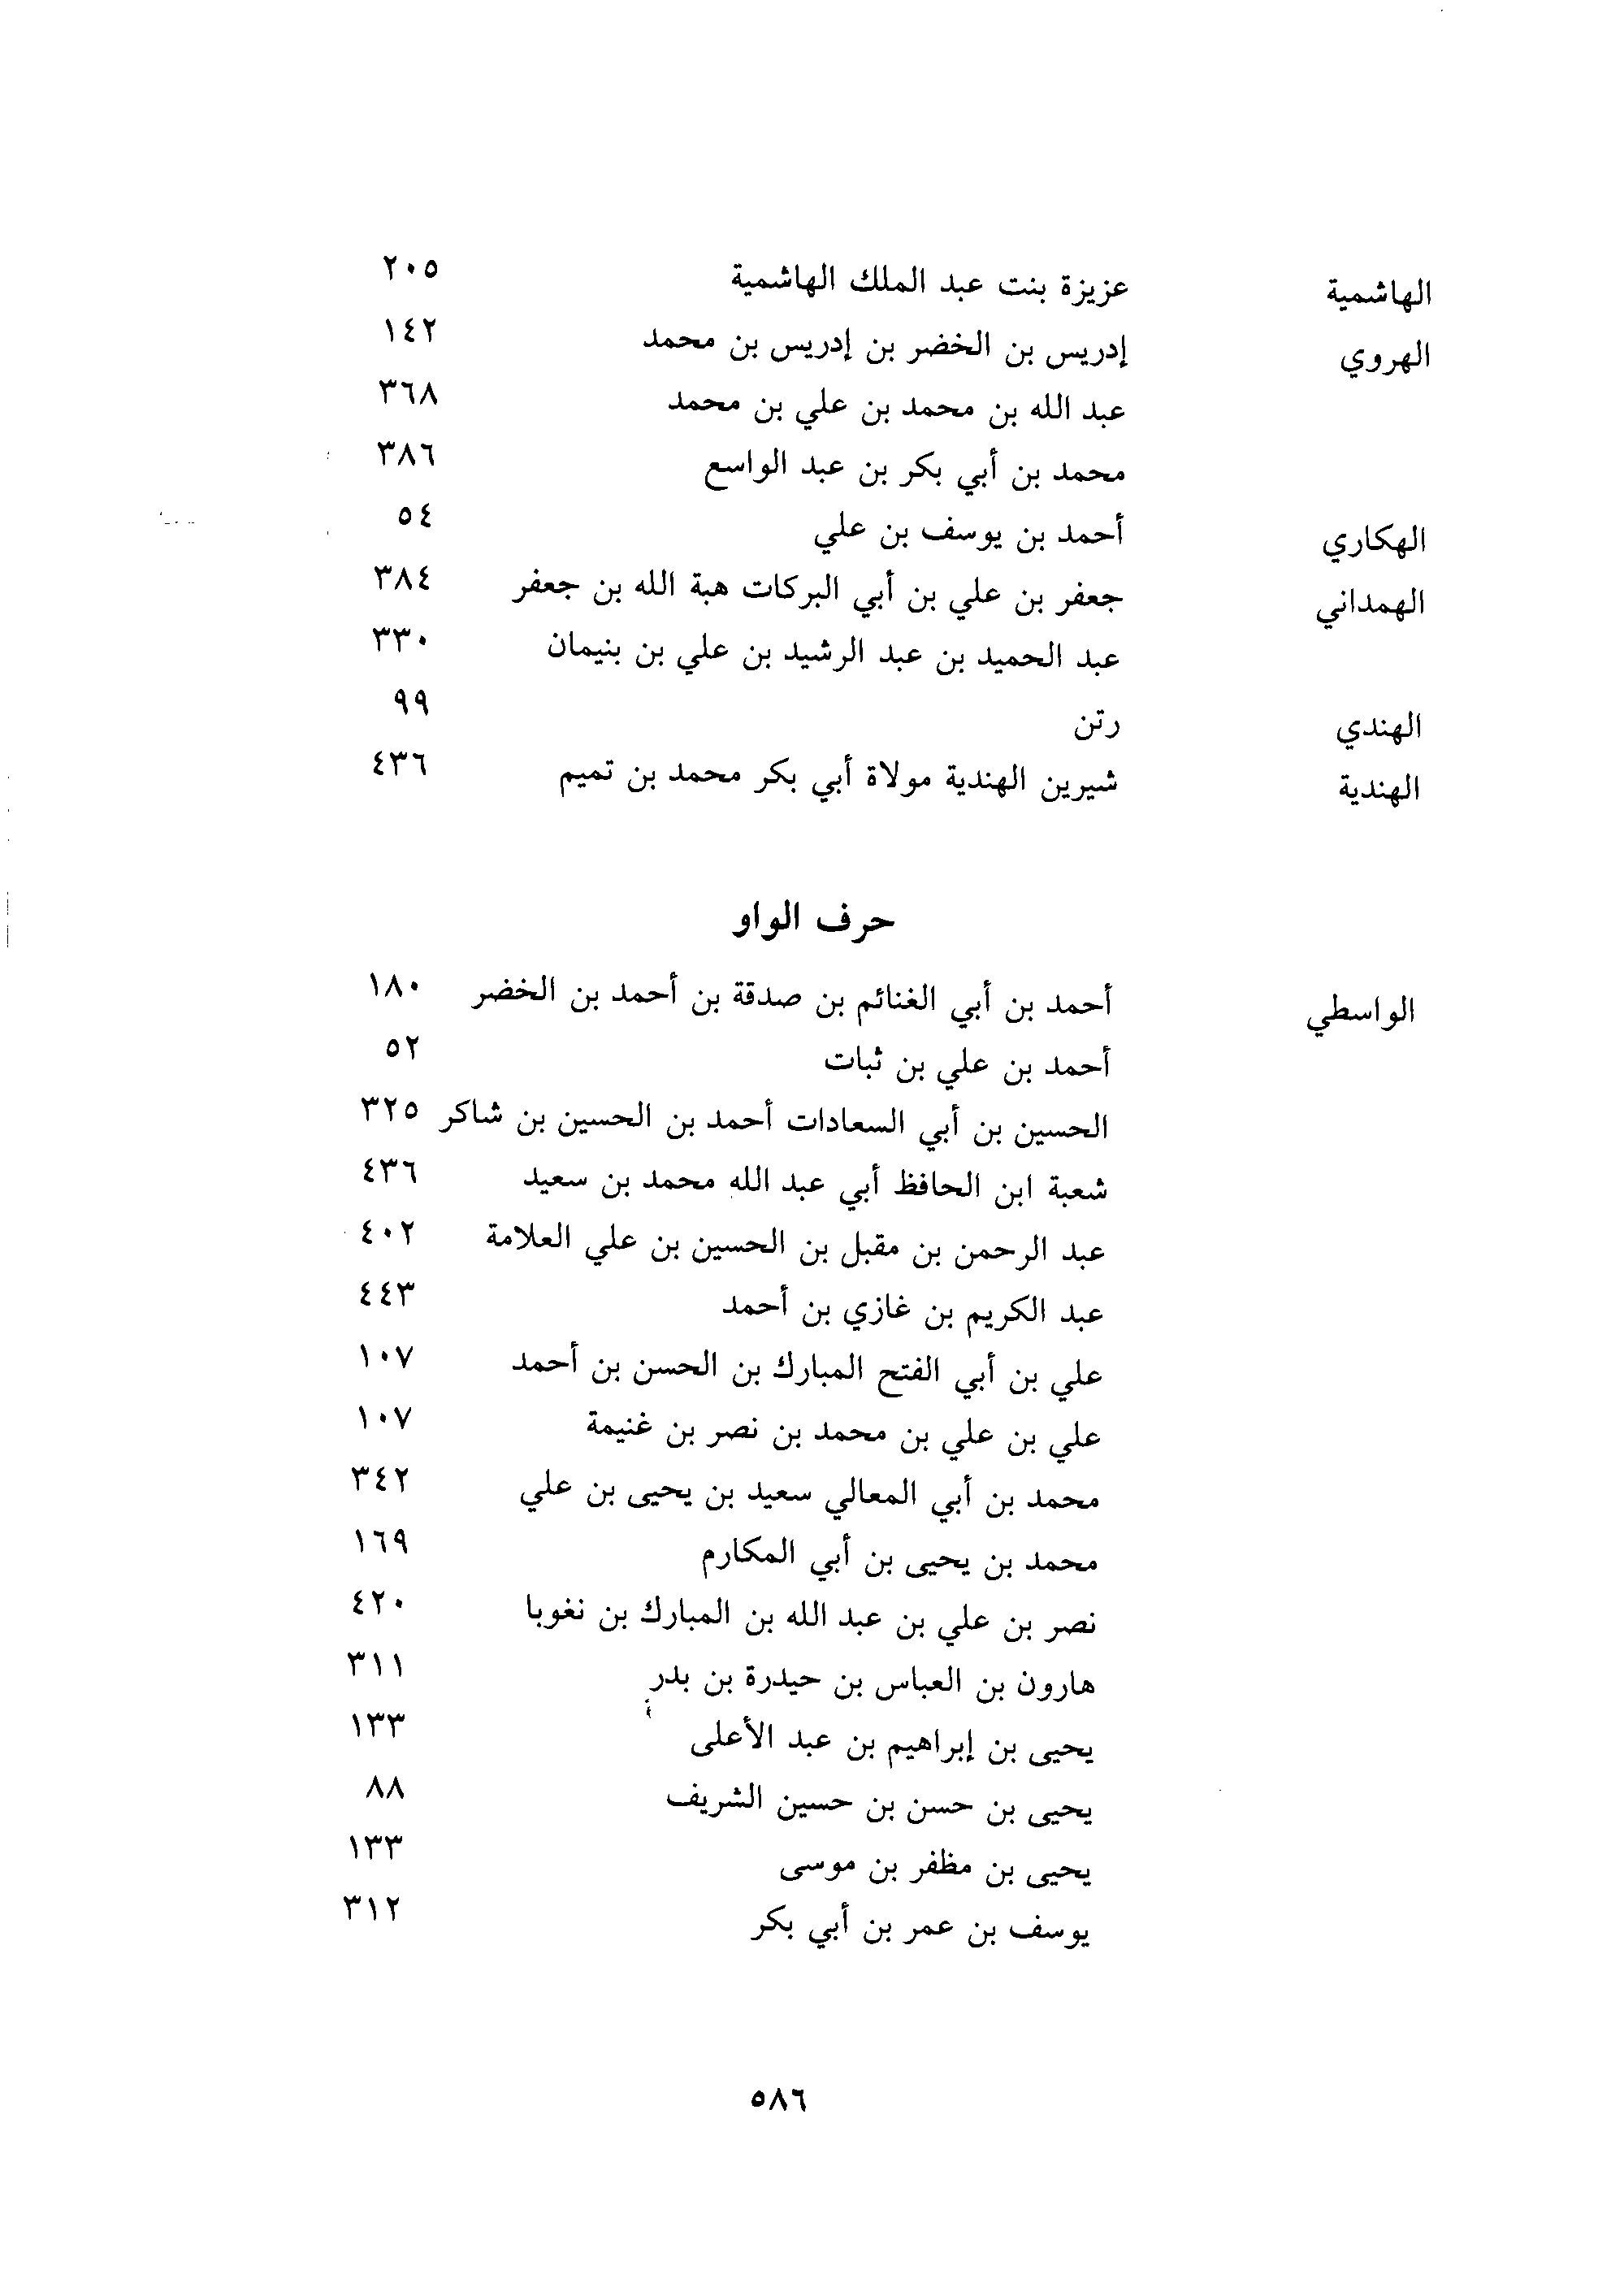 الهاشمية عزيزة بنت عبد الملك الهاشمية ٢٠٥
الهروي إدريس بن الخضر بن إدريس بن محمد ١٤٢
عبد الله بن محمد بن علي بن محمد ٣٦٨
محمد بن أبي بكر بن عبد الواسع ٣٨٦
الهكاري أحمد بن يوسف بن علي ٥٤
الهمداني جعفر بن علي بن أبي البركات هبة الله بن جعفر ٣٨٤
عبد الحميد بن عبد الرشيد بن علي بن بنيمان ٣٣٠
الهندي رتن ٩٩
الهندية شيرين الهندية مولاة أبي بكر محمد بن تميم ٤٣٦
حرف الواو
الواسطي أحمد بن أبي الغنائم بن صدقة بن أحمد بن الخضر ١٨٠
أحمد بن علي بن ثبات ٥٢
الحسين بن أبي السعادات أحمد بن الحسين بن شاكر ٣٢٥
شعبة ابن الحافظ أبي عبد الله محمد بن سعيد ٤٣٦
عبد الرحمن بن مقبل بن الحسين بن علي العلامة ٤٠٢
عبد الكريم بن غازي بن أحمد ٤٤٣
علي بن أبي الفتح المبارك بن الحسن بن أحمد ١٠٧
علي بن علي بن محمد بن نصر بن غنيمة ١٠٧
محمد بن أبي المعالي سعيد بن يحيى بن علي ٣٤٢
محمد بن يحيى بن أبي المكارم ١٦٩
نصر بن علي بن عبد الله بن المبارك بن نغوبا ٤٢٠
هارون بن العباس بن حيدرة بن بدر ٣١١
يحيى بن إبراهيم بن عبد الأعلى ١٣٣
يحيى بن حسن بن حسين الشريف ٨٨
يحيى بن مظفر بن موسى ١٣٣
يوسف بن عمر بن أبي بكر ٣١٢
٥٨٦